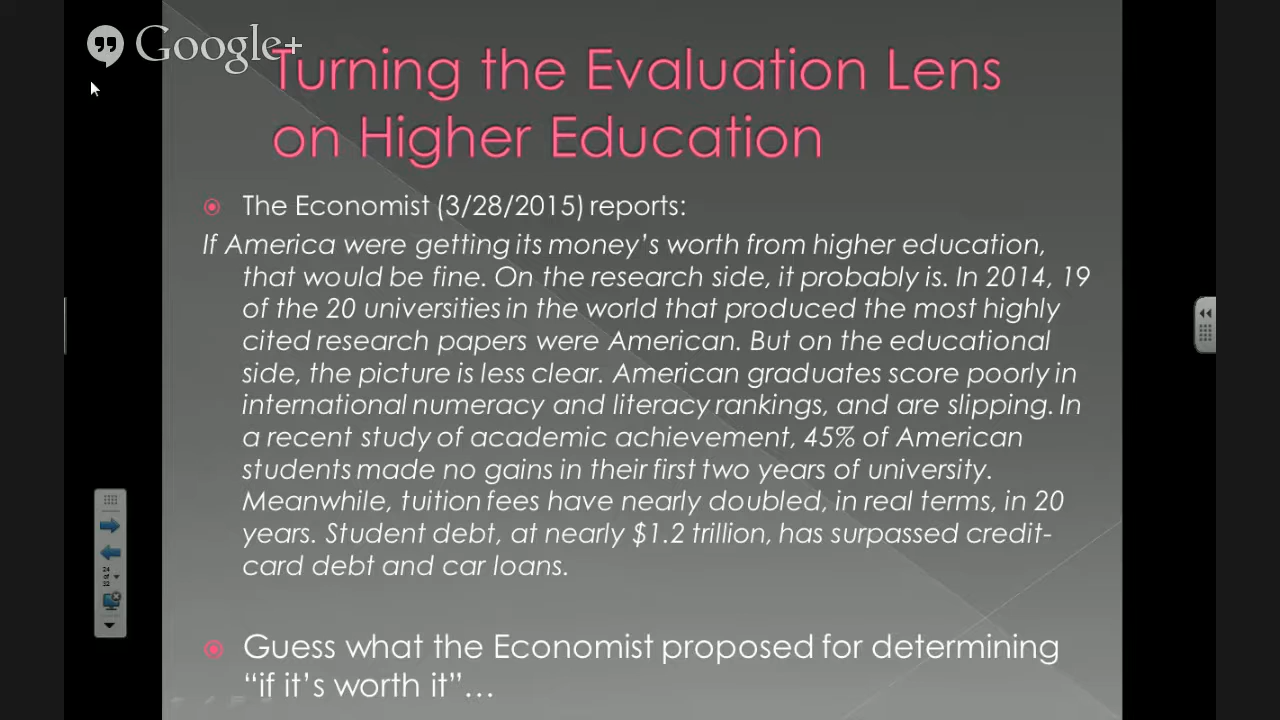 Google+
Turning the Evaluation Lens
on Higher Education
The Economist (3/28/2015) reports:
If America were getting its money's worth from higher education,
that would be fine. On the research side, it probably is. In 2014, 19
of the 20 universities in the world that produced the most highly
cited research papers were American. But on the educational
side, the picture is less clear. American graduates score poorly in
international numeracy and literacy rankings, and are slipping. In
a recent study of academic achievement, 45% of American
students made no gains in their first two years of university.
Meanwhile, tuition fees have nearly doubled, in real terms, in 20
years. Student debt, at nearly $1.2 trillion, has surpassed credit-
card debt and car loans.
Guess what the Economist proposed for determining
“if it's worth it”…
24
of